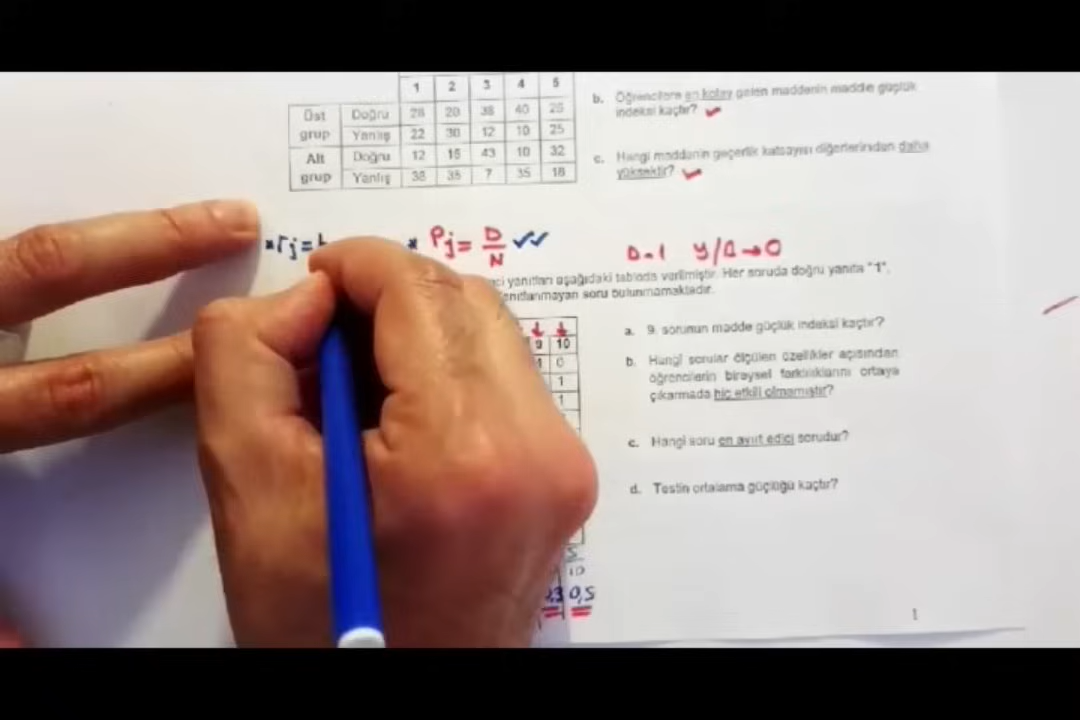 1 2 3 4 5
Üst grup Doğru 28 20 38 40 25
Yanlış 22 30 12 10 25
Alt grup Doğru 12 15 43 10 32
Yanlış 38 35 7 35 18
b. Öğrencilere en kolay gelen maddenin madde güçlük
indeksi kaçtır?
c. Hangi maddenin geçerlik katsayısı diğerlerinden daha
yüksektir?
*rj=
* Pj= D/N
D→1 Y/B→0
yanıtları aşağıdaki tabloda verilmiştir. Her soruda doğru yanıta "1",
yanıtlanmayan soru bulunmamaktadır.
9 10
1 0
1
1
5
10
0,5
a. 9. sorunun madde güçlük indeksi kaçtır?
b. Hangi sorular ölçülen özellikler açısından
öğrencilerin bireysel farklılıklarını ortaya
çıkarmada hiç etkili olmamıştır?
c. Hangi soru en ayırt edici sorudur?
d. Testin ortalama güçlüğü kaçtır?
1